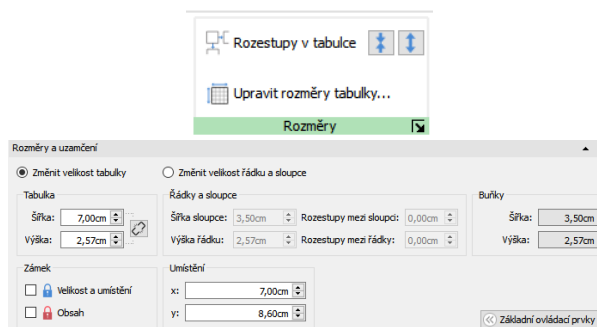 Rozestupy v tabulce
Upravit rozměry tabulky...
Rozměry
Rozměry a uzamčení
Změnit velikost tabulky Změnit velikost řádku a sloupce
Tabulka Řádky a sloupce Buňky
Šířka: 7,00cm Šířka sloupce: 3,50cm Rozestupy mezi sloupci: 0,00cm Šířka: 3,50cm
Výška: 2,57cm Výška řádku: 2,57cm Rozestupy mezi řádky: 0,00cm Výška: 2,57cm
Zámek Umístění
Velikost a umístění x: 7,00cm
Obsah y: 8,60cm Základní ovládací prvky